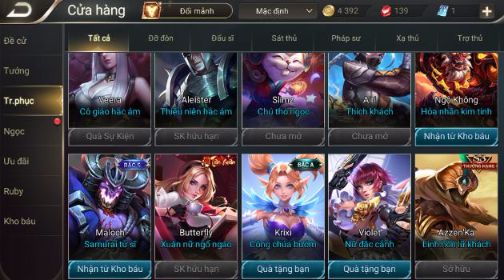 Cửa hàng
Đổi mảnh
Mặc định
4 392
139
1
Đề cử
Tướng
Tr.phục
Ngọc
Ưu đãi
Ruby
Kho báu
Tất cả
Đỡ đòn
Đấu sĩ
Sát thủ
Pháp sư
Xạ thủ
Trợ thủ
Veera
Cô giáo hắc ám
Quà Sự Kiện
Aleister
Thiếu niên hắc ám
SK hữu hạn
Slimz
Chú thỏ ngọc
Chưa mở
Thích khách
Chưa mở
Ngộ Không
Hỏa nhãn kim tinh
Nhận từ Kho báu
BẬC S
Maloch
Samurai tử sĩ
Nhận từ Kho báu
Butterfly
Xuân nữ ngổ ngáo
SK hữu hạn
BẬC A
Krixi
Công chúa bướm
Quà tặng bạn
Violet
Nữ đặc cảnh
Quà tặng bạn
Azzen'Ka
Sở hữu